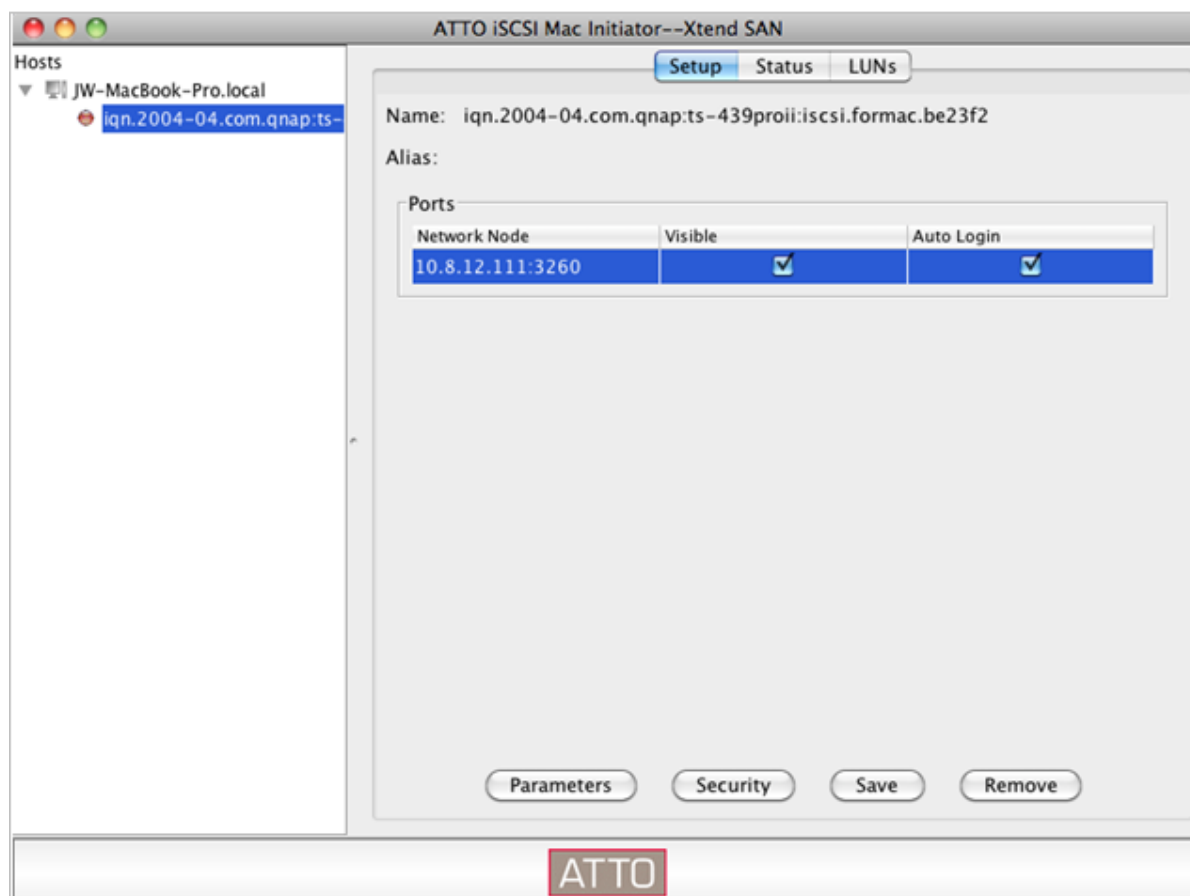 ATTO iSCSI Mac Initiator--Xtend SAN
Hosts
JW-MacBook-Pro.local
iqn.2004-04.com.qnap:ts-
Setup Status LUNs
Name: iqn.2004-04.com.qnap:ts-439proii:iscsi.formac.be23f2
Alias:
Ports
Network Node Visible Auto Login
10.8.12.111:3260
Parameters Security Save Remove
ATTO